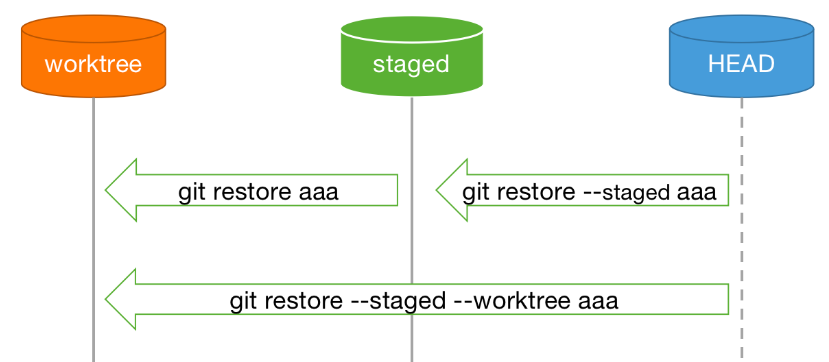 worktree
staged
HEAD
git restore aaa
git restore --staged aaa
git restore --staged --worktree aaa